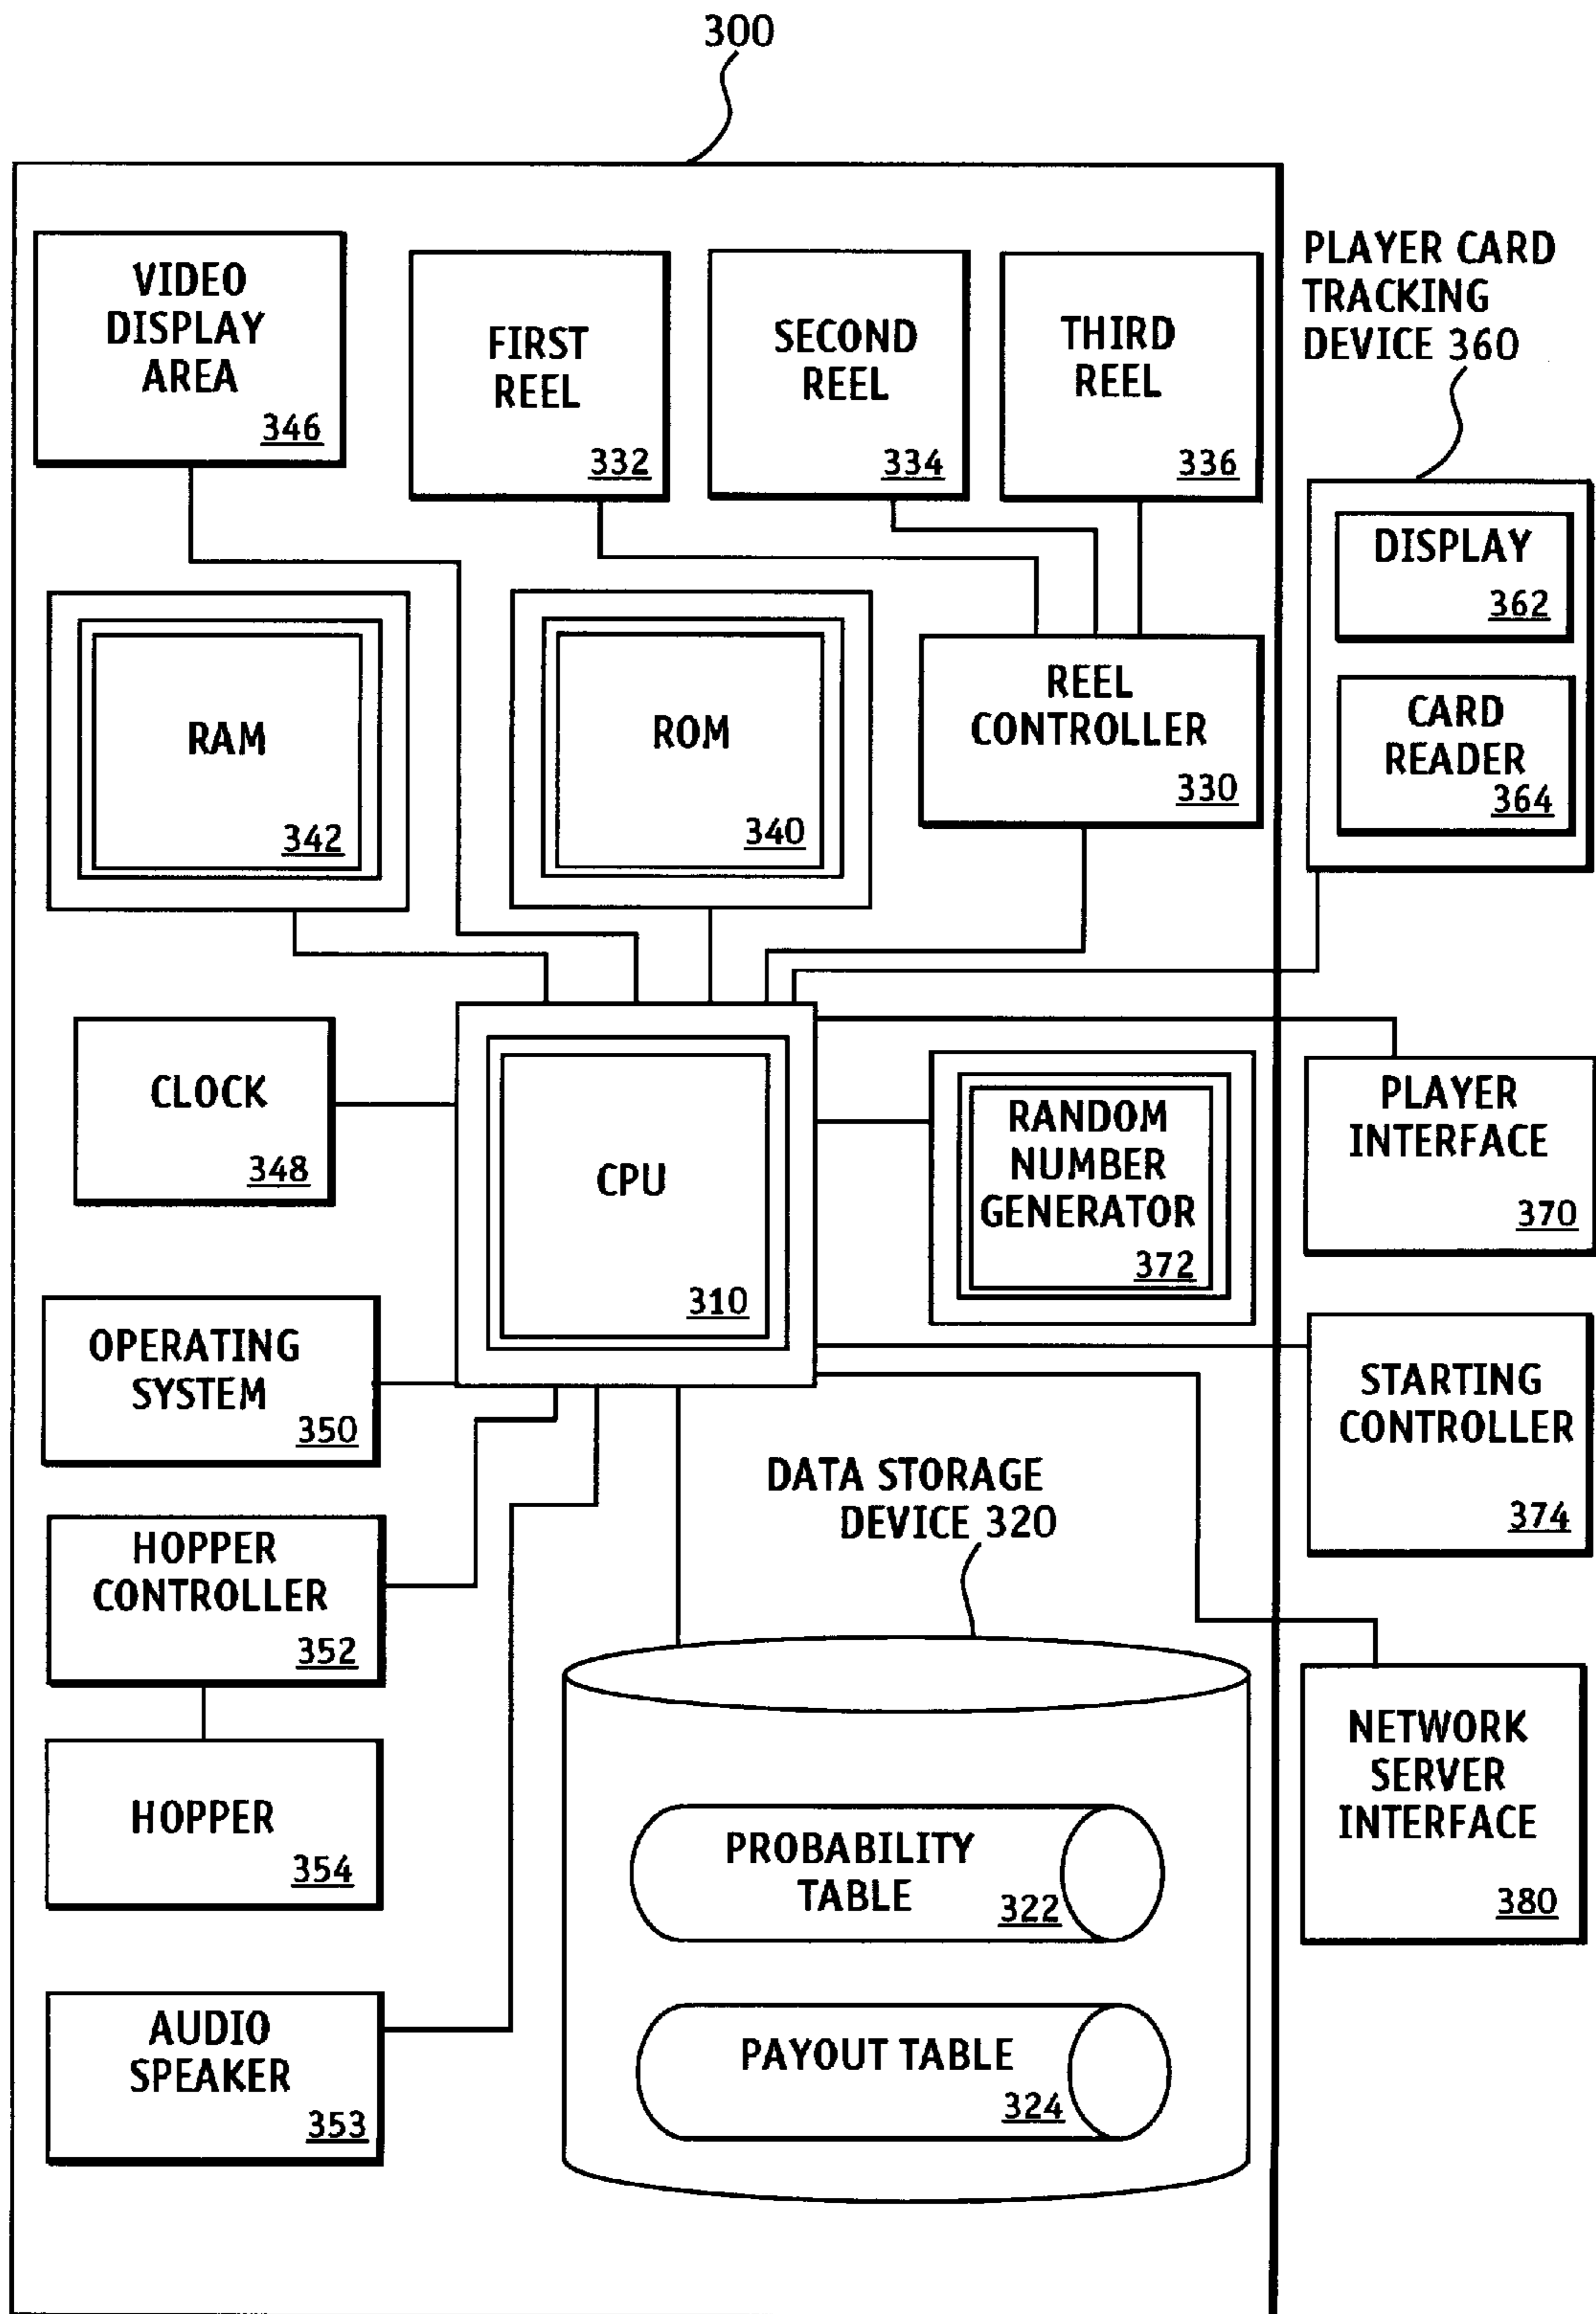 300
VIDEO
DISPLAY
AREA
346
FIRST
REEL
332
SECOND
REEL
334
THIRD
REEL
336
PLAYER CARD
TRACKING
DEVICE 360
DISPLAY
362
CARD
READER
364
RAM
342
ROM
340
REEL
CONTROLLER
330
CLOCK
348
CPU
310
RANDOM
NUMBER
GENERATOR
372
PLAYER
INTERFACE
370
OPERATING
SYSTEM
350
STARTING
CONTROLLER
374
HOPPER
CONTROLLER
352
DATA STORAGE
DEVICE 320
HOPPER
354
PROBABILITY
TABLE
322
NETWORK
SERVER
INTERFACE
380
AUDIO
SPEAKER
353
PAYOUT TABLE
324